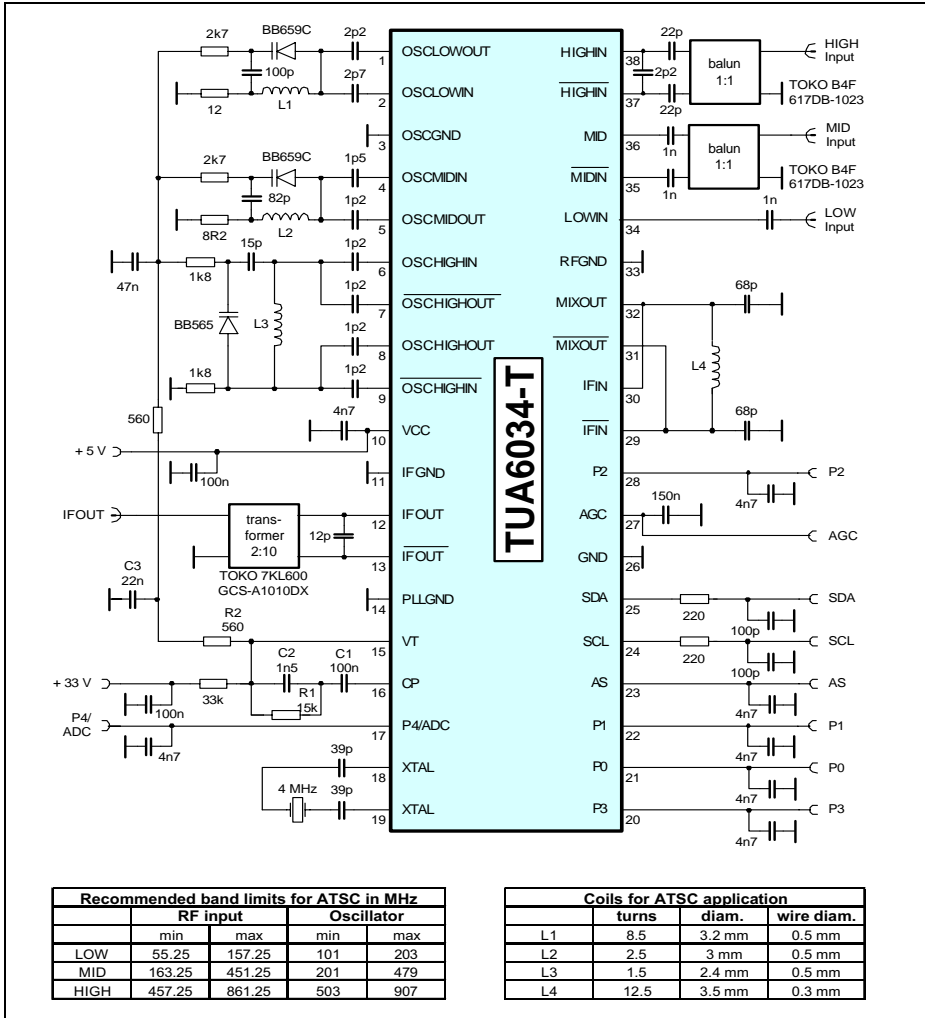 2k7 BB659C 2p2
100p 2p7
12 L1
2k7 BB659C 1p5
82p 1p2
8R2 L2
15p 1p2
47n 1k8 1p2
BB565 L3 1p2
1k8 1p2
560 4n7
+ 5 V
100n
IFOUT
trans-
former
2:10
12p
TOKO 7KL600
GCS-A1010DX
C3
22n
R2
560
C2 C1
1n5 100n
+ 33 V
100n 33k
R1
15k
P4/
ADC
4n7
39p
4 MHz 39p
OSCLOWOUT
1
OSCLOWIN
2
OSCGND
3
OSCMIDIN
4
OSCMIDOUT
5
OSCHIGHIN
6
OSCHIGHOUT
7
OSCHIGHOUT
8
OSCHIGHIN
9
VCC
10
IFGND
11
IFOUT
12
IFOUT
13
PLLGND
14
VT
15
CP
16
P4/ADC
17
XTAL
18
XTAL
19
TUA6034-T
HIGHIN
38
HIGHIN
37
MID
36
MIDIN
35
LOWIN
34
RFGND
33
MIXOUT
32
MIXOUT
31
IFIN
30
IFIN
29
P2
28
AGC
27
GND
26
SDA
25
SCL
24
AS
23
P1
22
P0
21
P3
20
22p
2p2
22p
balun
1:1
HIGH
Input
TOKO B4F
617DB-1023
1n
1n
balun
1:1
MID
Input
TOKO B4F
617DB-1023
1n
LOW
Input
68p
L4
68p
P2
4n7
150n
AGC
220
SDA
100p
220
SCL
100p
AS
4n7
P1
4n7
P0
4n7
P3
4n7
Recommended band limits for ATSC in MHz
RF input Oscillator
min max min max
LOW 55.25 157.25 101 203
MID 163.25 451.25 201 479
HIGH 457.25 861.25 503 907
Coils for ATSC application
turns diam. wire diam.
L1 8.5 3.2 mm 0.5 mm
L2 2.5 3 mm 0.5 mm
L3 1.5 2.4 mm 0.5 mm
L4 12.5 3.5 mm 0.3 mm